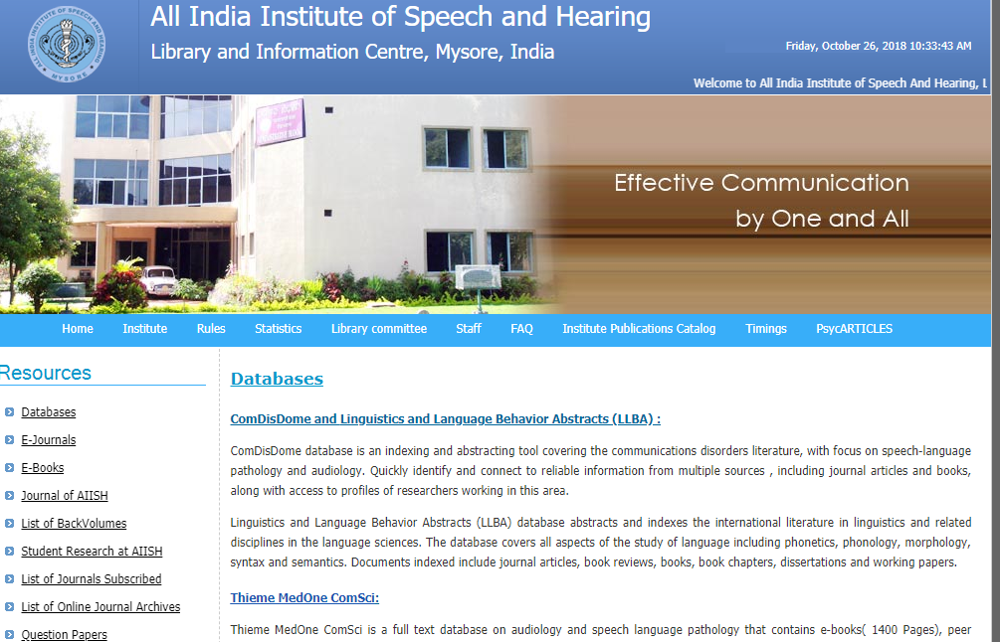 ALL INDIA INSTITUTE OF SPEECH AND HEARING
MYSORE
All India Institute of Speech and Hearing
Library and Information Centre, Mysore, India
Friday, October 26, 2018 10:33:43 AM
Welcome to All India Institute of Speech And Hearing, L
Effective Communication
by One and All
Home Institute Rules Statistics Library committee Staff FAQ Institute Publications Catalog Timings PsycARTICLES
Resources
Databases
E-Journals
E-Books
Journal of AIISH
List of BackVolumes
Student Research at AIISH
List of Journals Subscribed
List of Online Journal Archives
Question Papers
Databases
ComDisDome and Linguistics and Language Behavior Abstracts (LLBA) :
ComDisDome database is an indexing and abstracting tool covering the communications disorders literature, with focus on speech-language
pathology and audiology. Quickly identify and connect to reliable information from multiple sources , including journal articles and books,
along with access to profiles of researchers working in this area.
Linguistics and Language Behavior Abstracts (LLBA) database abstracts and indexes the international literature in linguistics and related
disciplines in the language sciences. The database covers all aspects of the study of language including phonetics, phonology, morphology,
syntax and semantics. Documents indexed include journal articles, book reviews, books, book chapters, dissertations and working papers.
Thieme MedOne ComSci:
Thieme MedOne ComSci is a full text database on audiology and speech language pathology that contains e-books( 1400 Pages), peer